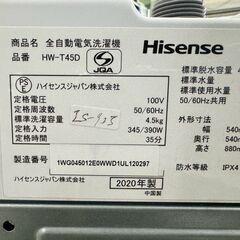 品名 全自動電気洗濯機
品番 HW-T45D
JQA
Hisense
標準脱水容量
標準水量
標準使用水量
50/60Hz共用
ハイセンスジャパン株式会社
定格電圧 100V
定格周波数 50/60Hz
標準洗濯容量 4.5kg
定格消費電力 345/390W
定格時間 35分
外形寸法
幅 540
奥行 540
高さ 880
製造番号 1WG045012E0WWD1UL120297
防水等級 IPX4
ハイセンスジャパン株式会社
2020年製
中国製